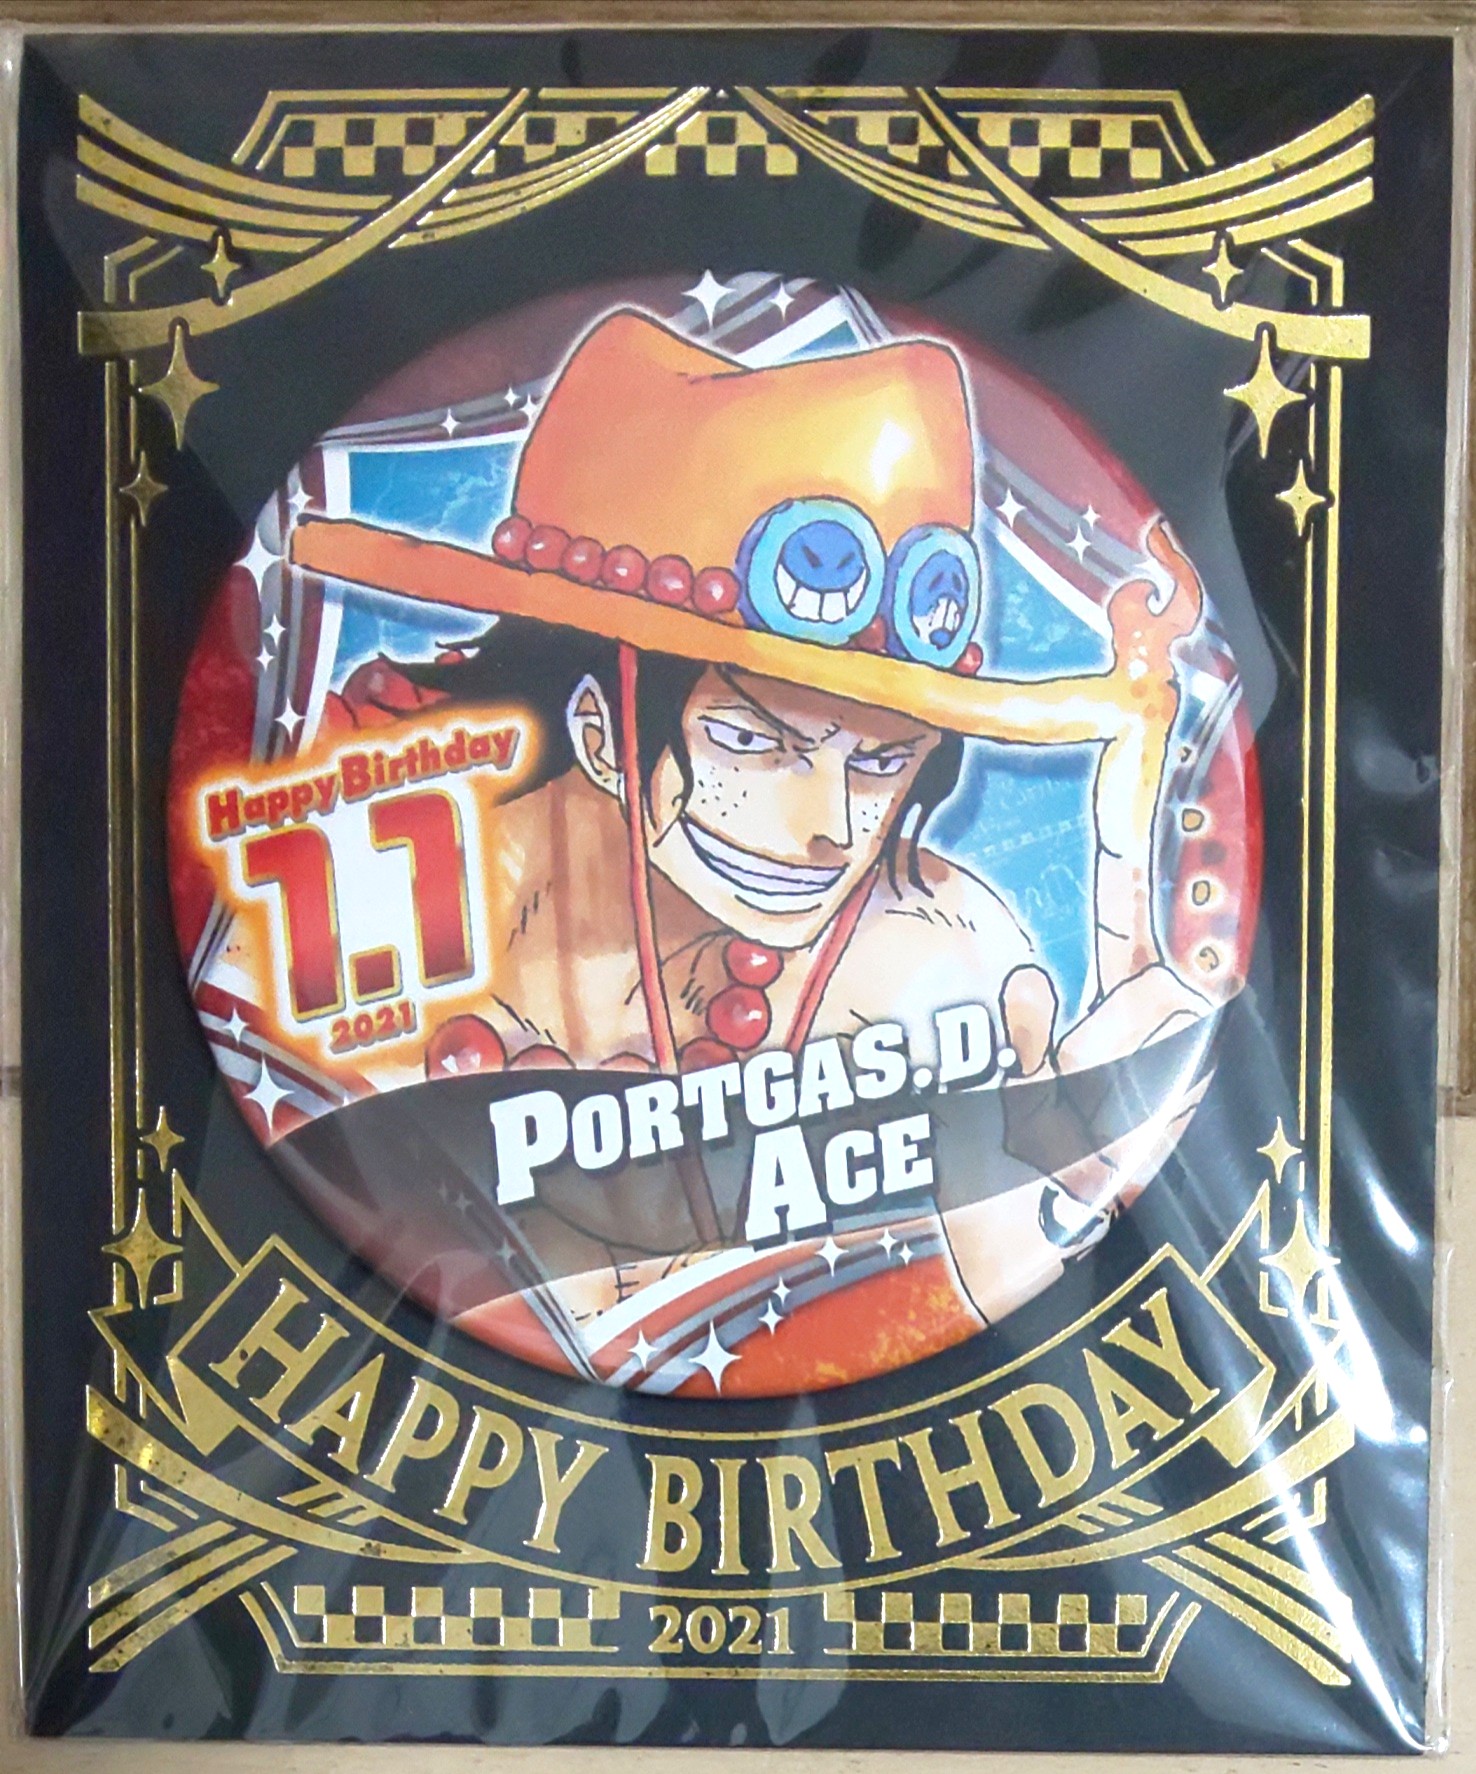 Happy Birthday
1.1
2021
PORTGAS.D.
ACE
HAPPY BIRTHDAY
2021